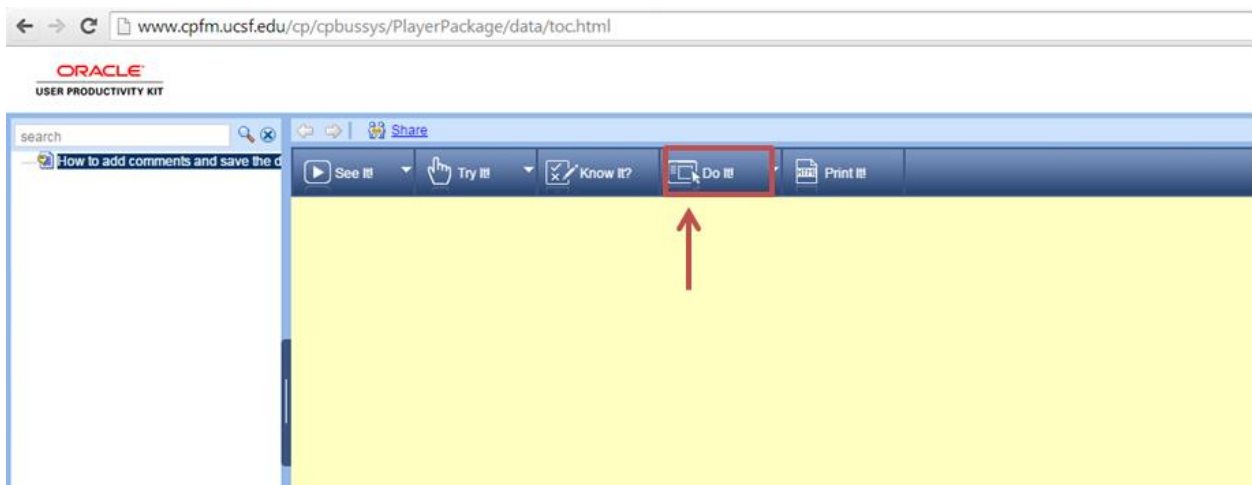 www.cpfm.ucsf.edu/cp/cpbussys/PlayerPackage/data/toc.html
ORACLE
USER PRODUCTIVITY KIT
search
Share
How to add comments and save the d
See It!
Try It!
Know It?
Do It!
Print It!